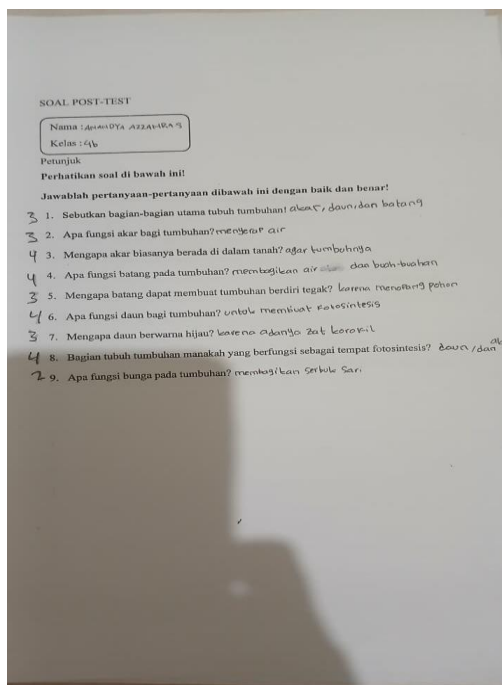 SOAL POST-TEST
Nama : AZZAHRA S
Kelas : 4b
Petunjuk
Perhatikan soal di bawah ini!
Jawablah pertanyaan-pertanyaan dibawah ini dengan baik dan benar!
3 1. Sebutkan bagian-bagian utama tubuh tumbuhan! akar, daun, dan batang
3 2. Apa fungsi akar bagi tumbuhan? menyerap air
4 3. Mengapa akar biasanya berada di dalam tanah? agar tumbuhnya
4 4. Apa fungsi batang pada tumbuhan? membagikan air dan buah-buahan
3 5. Mengapa batang dapat membuat tumbuhan berdiri tegak? karena menopang pohon
4 6. Apa fungsi daun bagi tumbuhan? untuk membuat Fotosintesis
3 7. Mengapa daun berwarna hijau? karena adanya zat korofil
4 8. Bagian tubuh tumbuhan manakah yang berfungsi sebagai tempat fotosintesis? daun /dan
2 9. Apa fungsi bunga pada tumbuhan? membagikan serbuk Sari